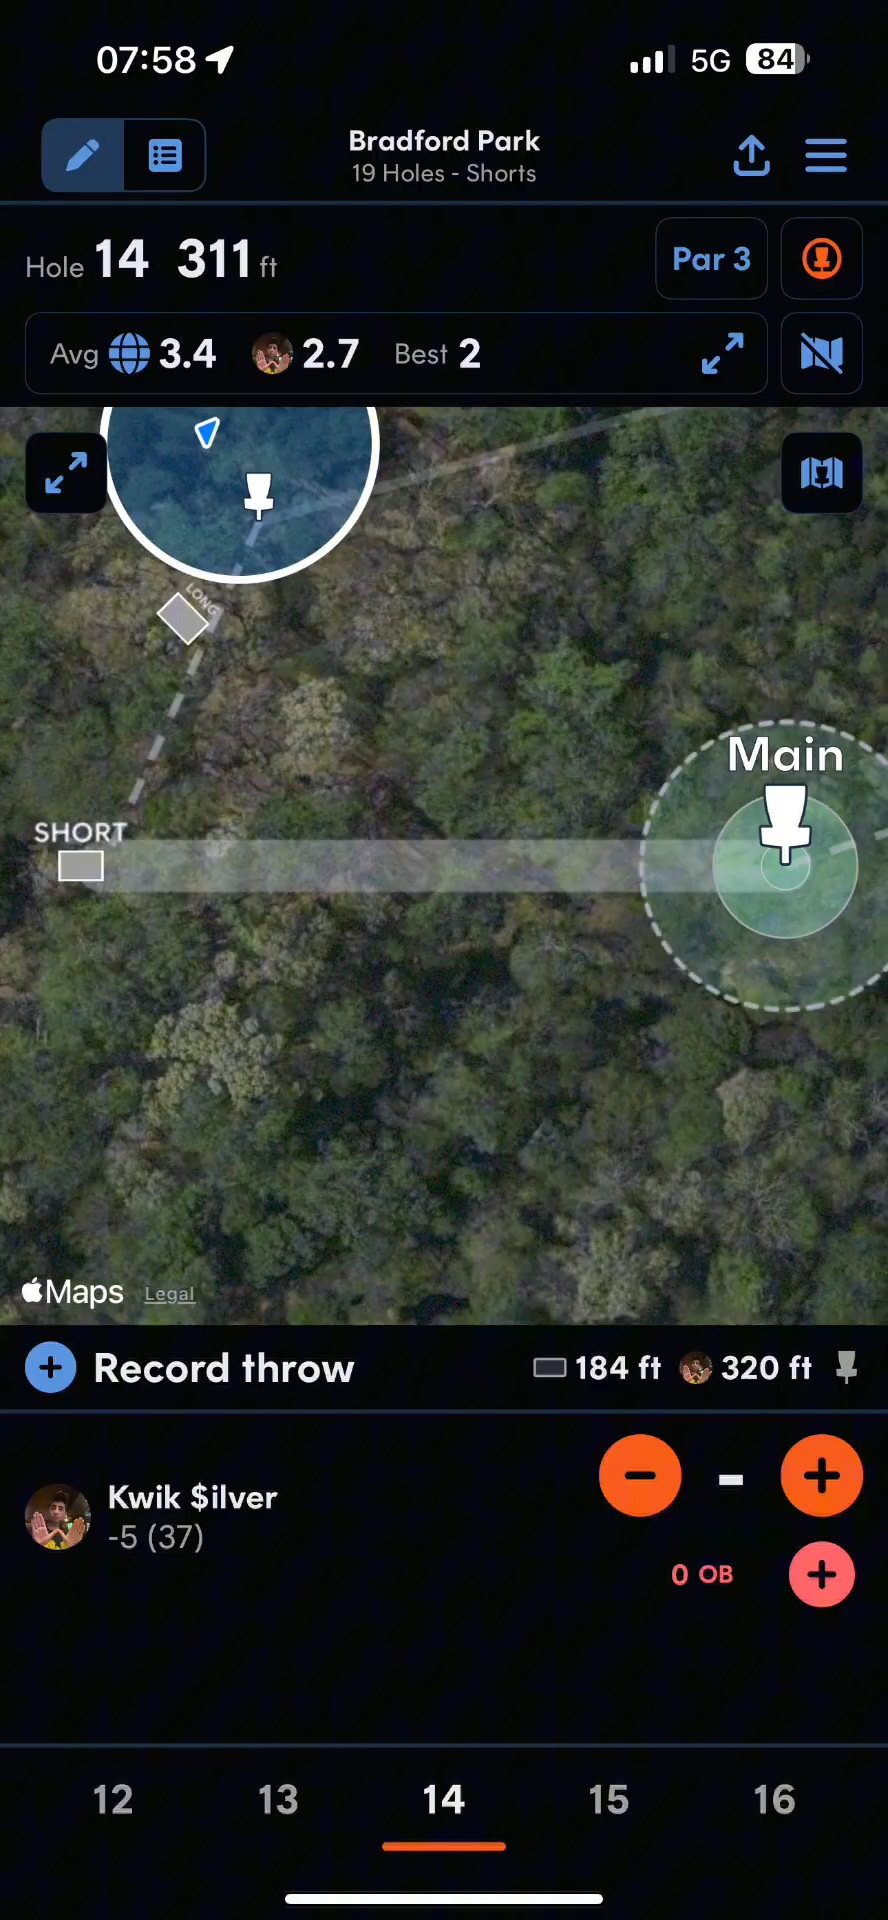 07:58
5G 84
Bradford Park
19 Holes - Shorts
Hole 14 311 ft
Par 3
Avg 3.4 2.7 Best 2
LONG
Main
SHORT
Maps Legal
Record throw 184 ft 320 ft
Kwik $ilver
-5 (37)
-
0 OB
12 13 14 15 16